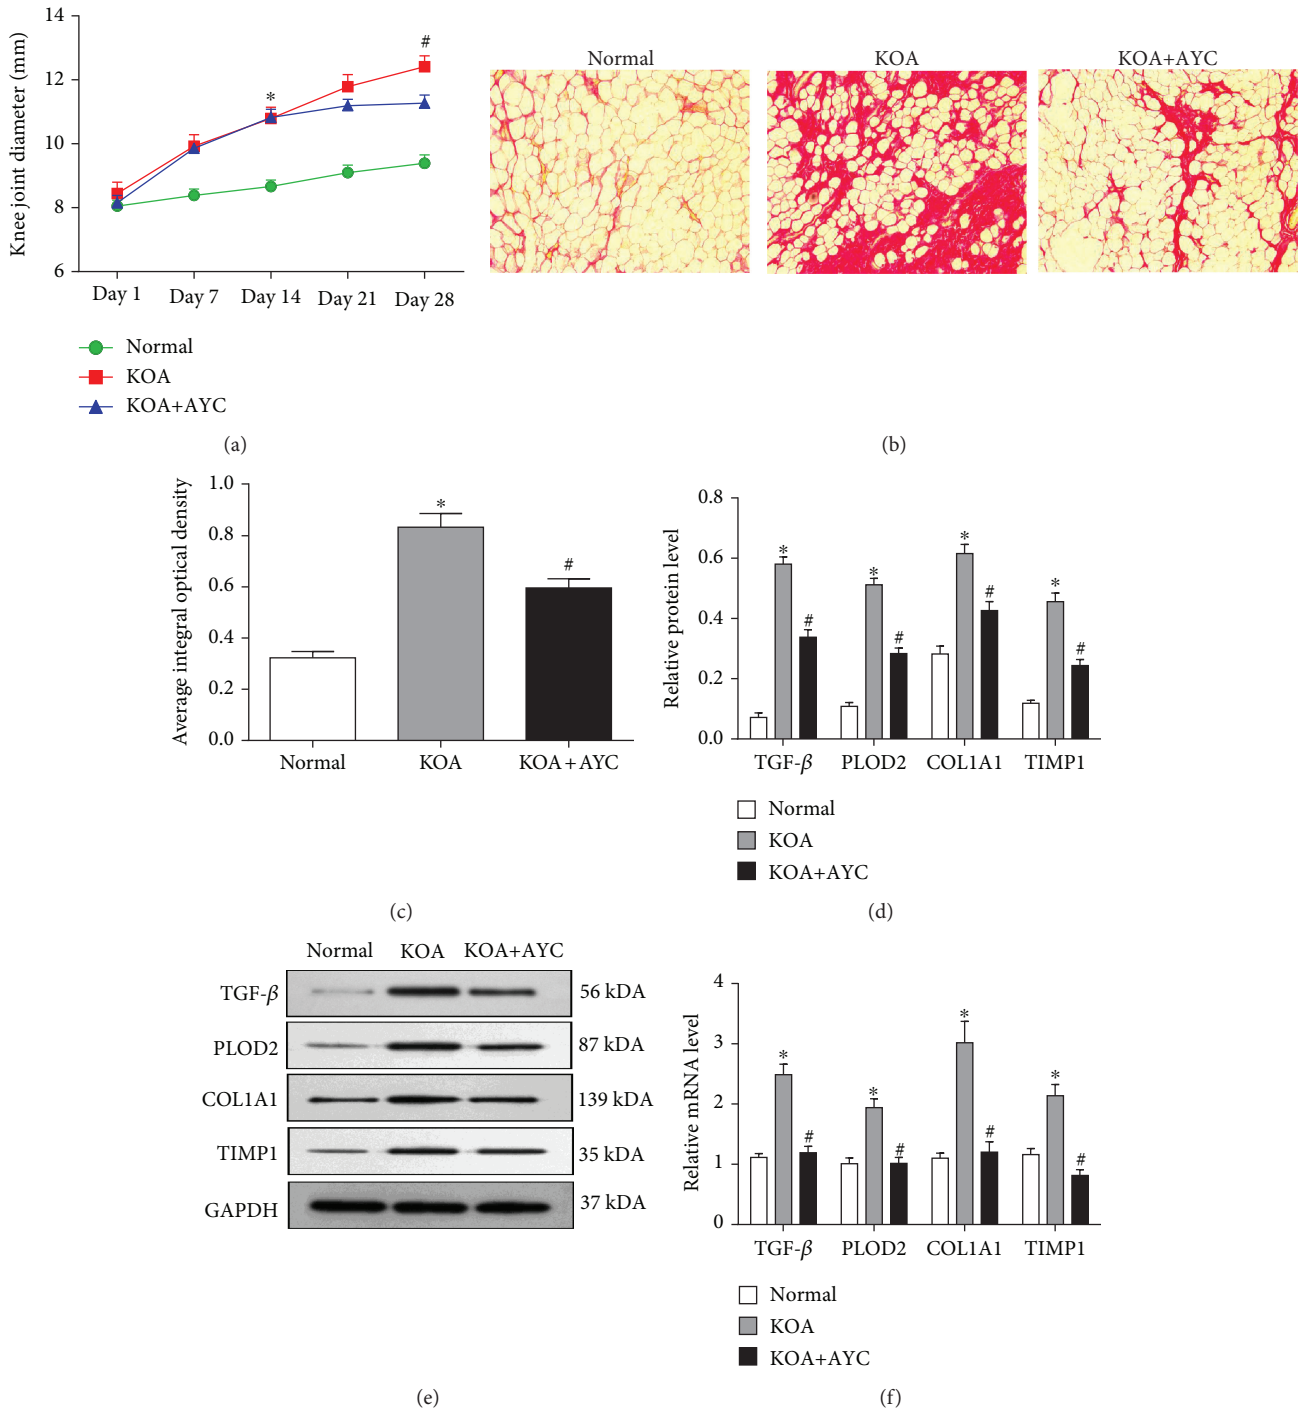 14
12
10
8
6
Knee joint diameter (mm)
*
#
Day 1 Day 7 Day 14 Day 21 Day 28
Normal
KOA
KOA+AYC
(a)
Normal KOA KOA+AYC
(b)
1.0
0.8
0.6
0.4
0.2
0.0
Average integral optical density
*
#
Normal KOA KOA+AYC
(c)
0.8
0.6
0.4
0.2
0.0
Relative protein level
* # * # * # * #
TGF-β PLOD2 COL1A1 TIMP1
Normal
KOA
KOA+AYC
(d)
Normal KOA KOA+AYC
TGF-β 56 kDA
PLOD2 87 kDA
COL1A1 139 kDA
TIMP1 35 kDA
GAPDH 37 kDA
(e)
4
3
2
1
0
Relative mRNA level
* # * # * # * #
TGF-β PLOD2 COL1A1 TIMP1
Normal
KOA
KOA+AYC
(f)